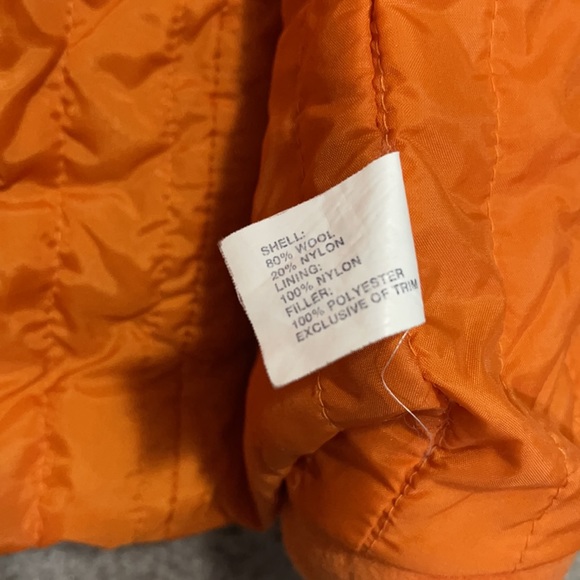 SHELL:
80% WOOL
20% NYLON
LINING:
100% NYLON
FILLER:
100% POLYESTER
EXCLUSIVE OF TRIM